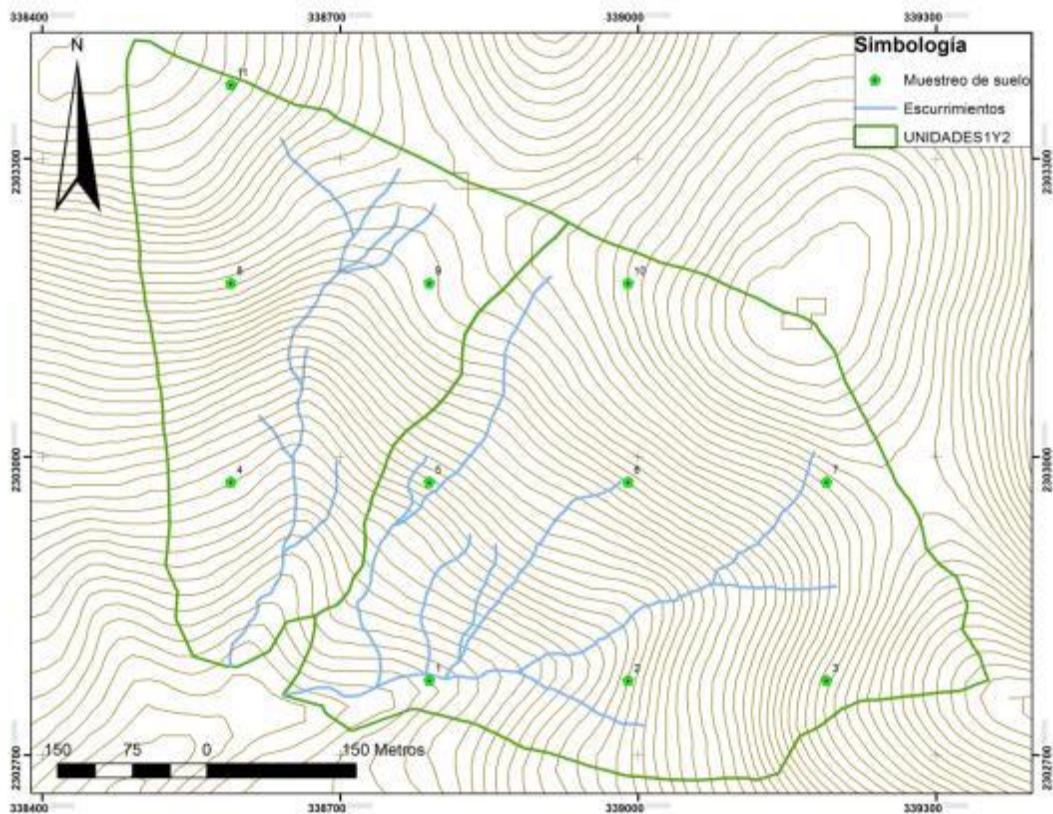 338400 338700 339000 339300
N
Simbología
Muestreo de suelo
Escurrimientos
UNIDADES1Y2
11
2303300 2303300
8 9 10
2303000 2303000
4 5 6 7
1 2 3
2302700 2302700
150 75 0 150 Metros
338400 338700 339000 339300